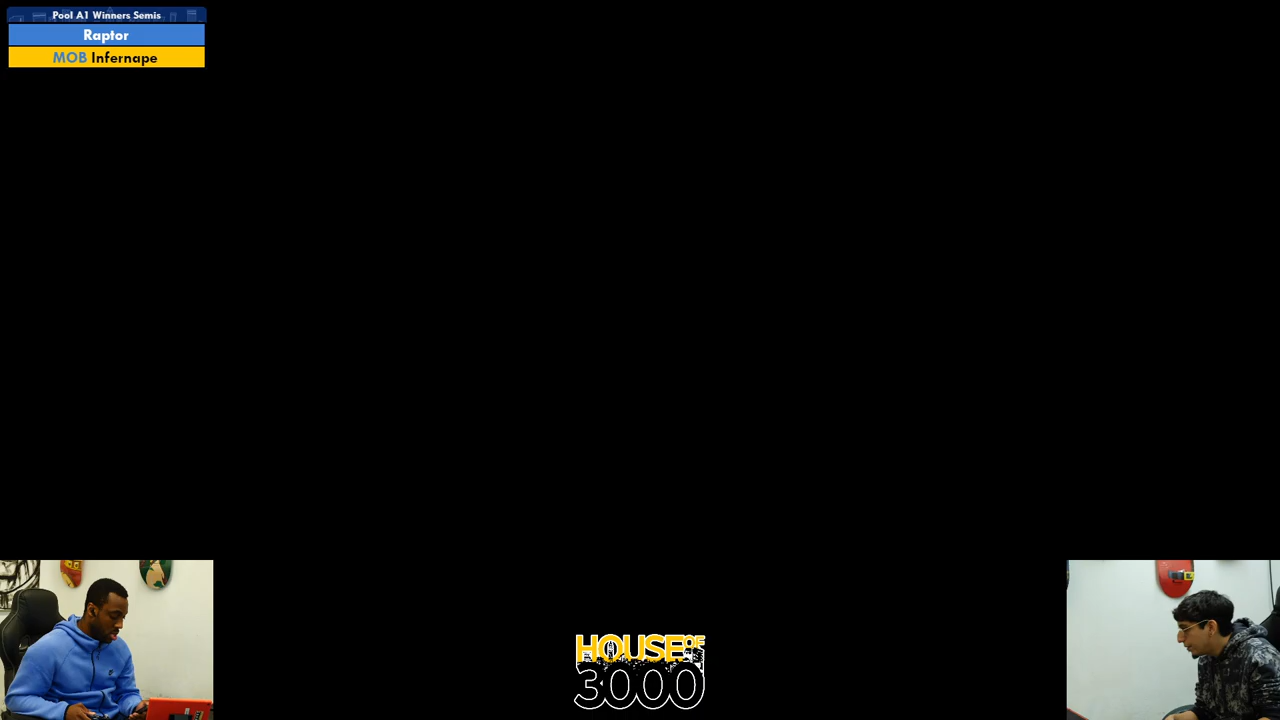 Pool A1 Winners Semis
Raptor
MOB Infernape
HOUSE OF
3000